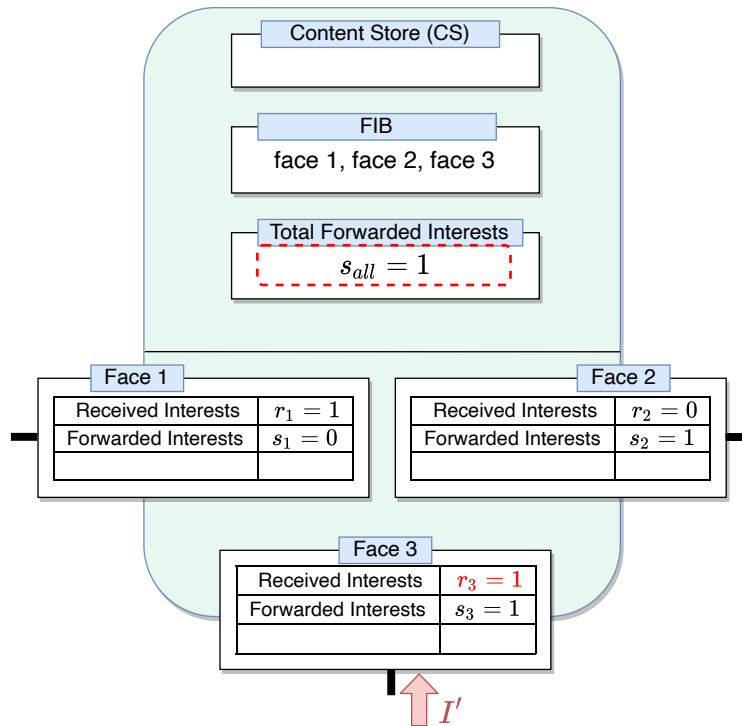 Content Store (CS)
FIB
face 1, face 2, face 3
Total Forwarded Interests
s_{all} = 1
Face 1
Received Interests r_1 = 1
Forwarded Interests s_1 = 0
Face 2
Received Interests r_2 = 0
Forwarded Interests s_2 = 1
Face 3
Received Interests r_3 = 1
Forwarded Interests s_3 = 1
I'